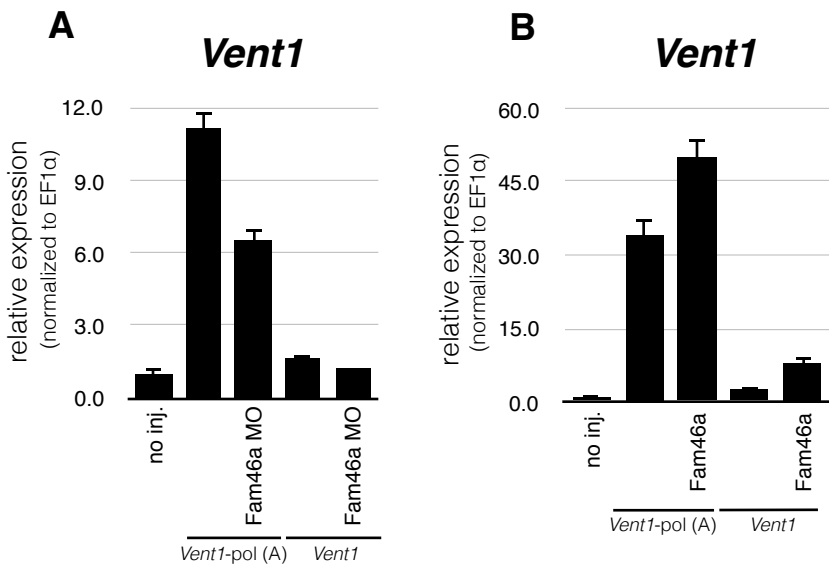 A
Vent1
12.0
9.0
6.0
3.0
0.0
relative expression
(normalized to EF1α)
no inj.
Fam46a MO
Fam46a MO
Vent1-pol (A)
Vent1
B
Vent1
60.0
45.0
30.0
15.0
0.0
relative expression
(normalized to EF1α)
no inj.
Fam46a
Fam46a
Vent1-pol (A)
Vent1